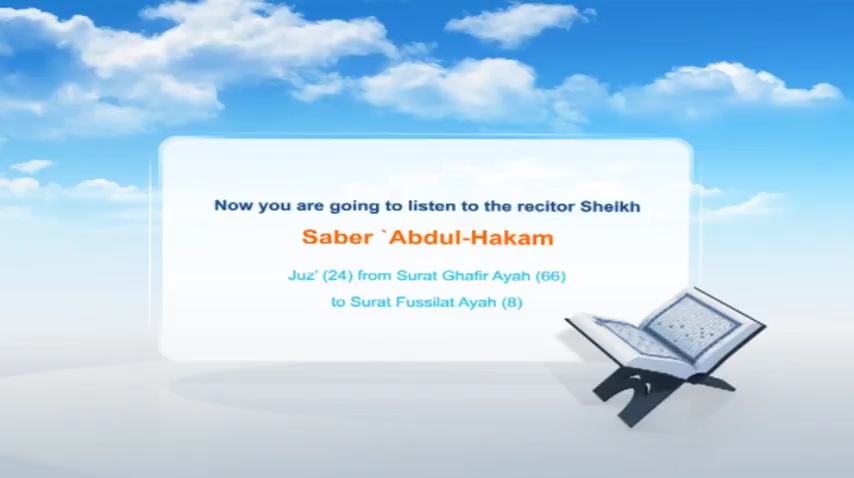 Now you are going to listen to the recitor Sheikh
Saber `Abdul-Hakam
Juz' (24) from Surat Ghafir Ayah (66)
to Surat Fussilat Ayah (8)